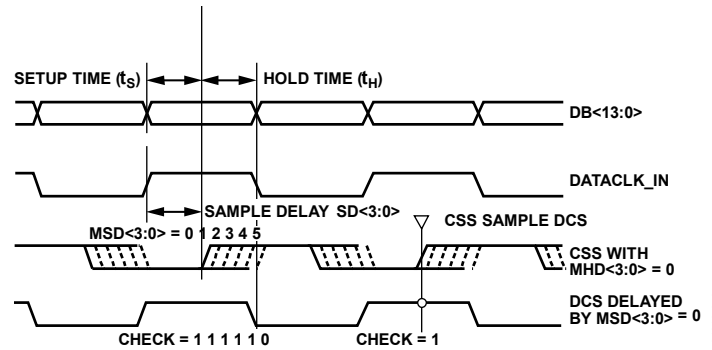 SETUP TIME (tS)
HOLD TIME (tH)
DB<13:0>
DATACLK_IN
SAMPLE DELAY SD<3:0>
MSD<3:0> = 0 1 2 3 4 5
CSS SAMPLE DCS
CSS WITH
MHD<3:0> = 0
DCS DELAYED
BY MSD<3:0> = 0
CHECK = 1 1 1 1 1 0
CHECK = 1